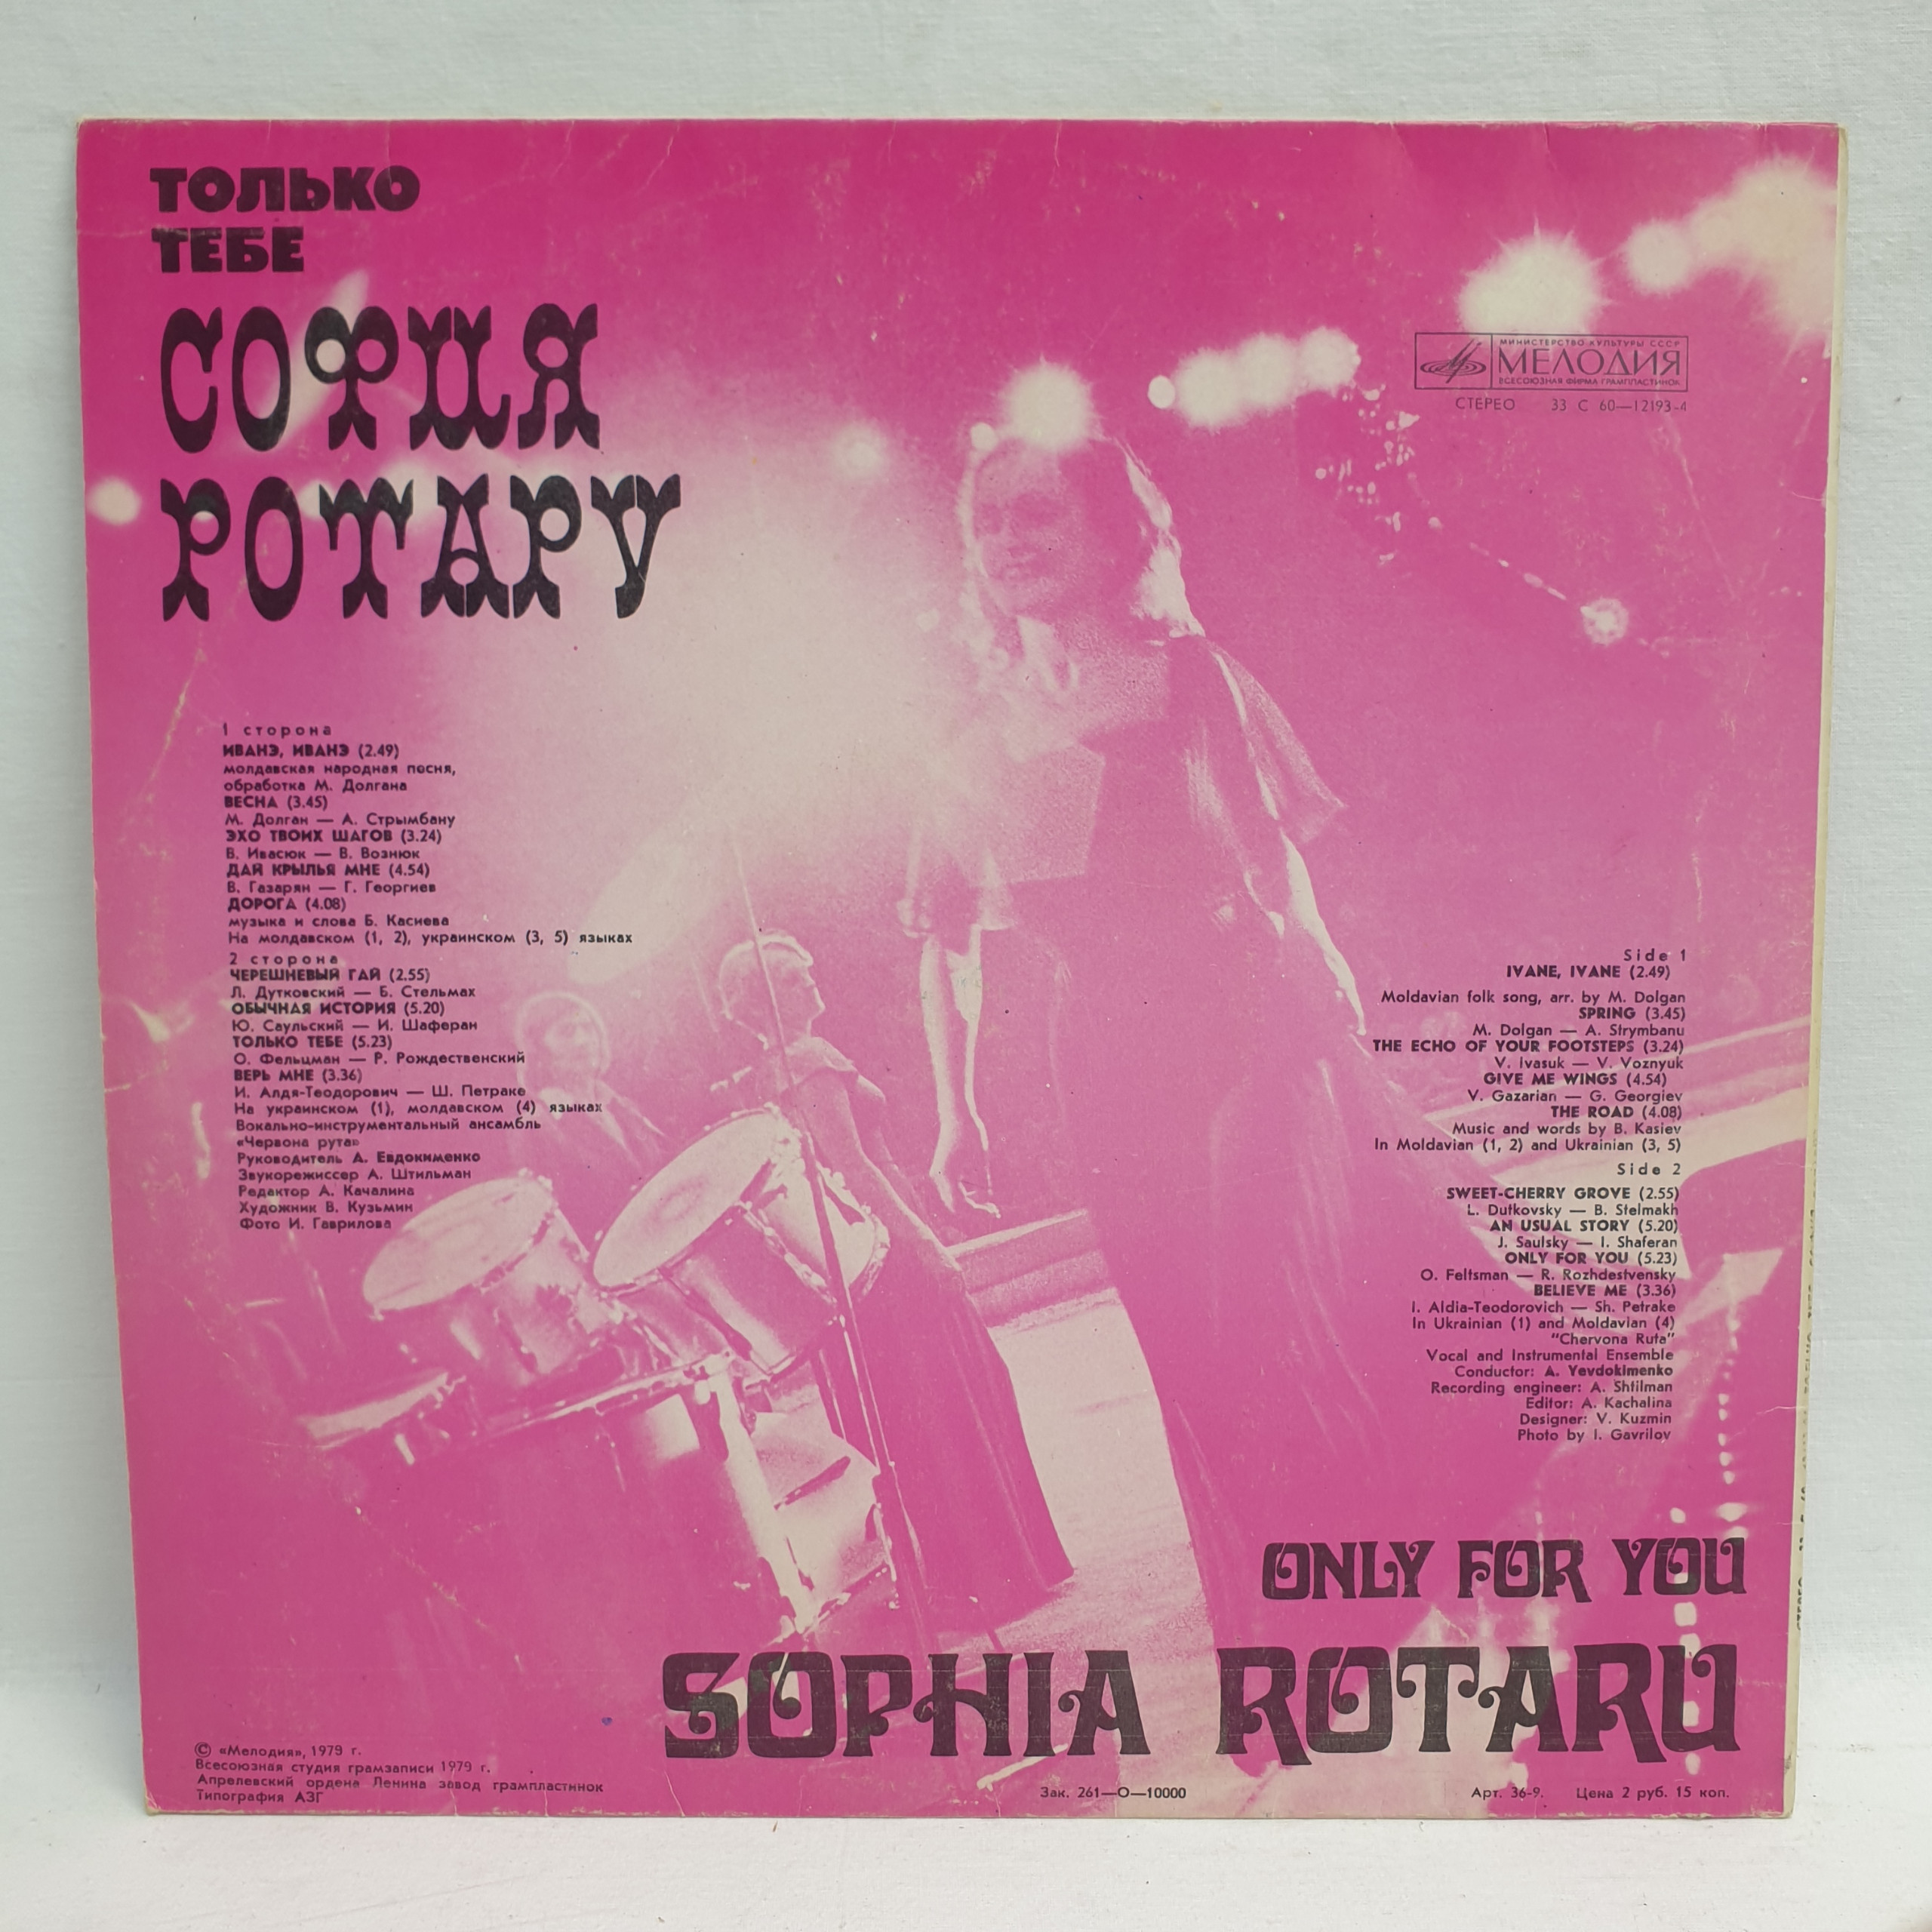 ТОЛЬКО
ТЕБЕ
СОФИЯ
РОТАРУ
МИНИСТЕРСТВО КУЛЬТУРЫ СССР
МЕЛОДИЯ
ВСЕСОЮЗНАЯ ФИРМА ГРАМПЛАСТИНОК
СТЕРЕО 33 С 60—12193-4
1 сторона
ИВАНЭ, ИВАНЭ (2.49)
молдавская народная песня,
обработка М. Долгана
ВЕСНА (3.45)
М. Долган — А. Стрымбану
ЭХО ТВОИХ ШАГОВ (3.24)
В. Ивасюк — В. Вознюк
ДАЙ КРЫЛЬЯ МНЕ (4.54)
В. Газарян — Г. Георгиев
ДОРОГА (4.08)
музыка и слова Б. Касиева
На молдавском (1, 2), украинском (3, 5) языках
2 сторона
ЧЕРЕШНЕВЫЙ ГАЙ (2.55)
Л. Дутковский — Б. Стельмах
ОБЫЧНАЯ ИСТОРИЯ (5.20)
Ю. Саульский — И. Шаферан
ТОЛЬКО ТЕБЕ (5.23)
О. Фельцман — Р. Рождественский
ВЕРЬ МНЕ (3.36)
И. Алдя-Теодорович — Ш. Петраке
На украинском (1), молдавском (4) языках
Вокально-инструментальный ансамбль
«Червона рута»
Руководитель А. Евдокименко
Звукорежиссер А. Штильман
Редактор А. Качалина
Художник В. Кузьмин
Фото И. Гаврилова
Side 1
IVANE, IVANE (2.49)
Moldavian folk song, arr. by M. Dolgan
SPRING (3.45)
M. Dolgan — A. Strymbanu
THE ECHO OF YOUR FOOTSTEPS (3.24)
V. Ivasuk — V. Voznyuk
GIVE ME WINGS (4.54)
V. Gazarian — G. Georgiev
THE ROAD (4.08)
Music and words by B. Kasiev
In Moldavian (1, 2) and Ukrainian (3, 5)
Side 2
SWEET-CHERRY GROVE (2.55)
L. Dutkovsky — B. Stelmakh
AN USUAL STORY (5.20)
J. Saulsky — I. Shaferan
ONLY FOR YOU (5.23)
O. Feltsman — R. Rozhdestvensky
BELIEVE ME (3.36)
I. Aldia-Teodorovich — Sh. Petrake
In Ukrainian (1) and Moldavian (4)
"Chervona Ruta"
Vocal and Instrumental Ensemble
Conductor: A. Yevdokimenko
Recording engineer: A. Shtilman
Editor: A. Kachalina
Designer: V. Kuzmin
Photo by I. Gavrilov
ONLY FOR YOU
SOPHIA ROTARU
© «Мелодия», 1979 г.
Всесоюзная студия грамзаписи 1979 г.
Апрелевский ордена Ленина завод грампластинок
Типография АЗГ
Зак. 261—О—10000
Арт. 36-9. Цена 2 руб. 15 коп.